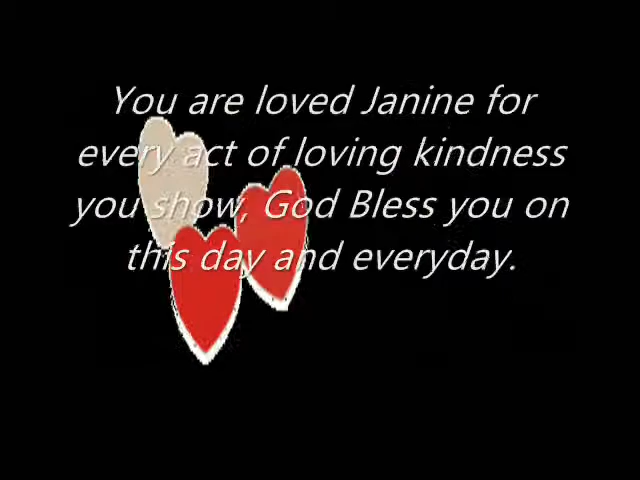 You are loved Janine for
every act of loving kindness
you show, God Bless you on
this day and everyday.